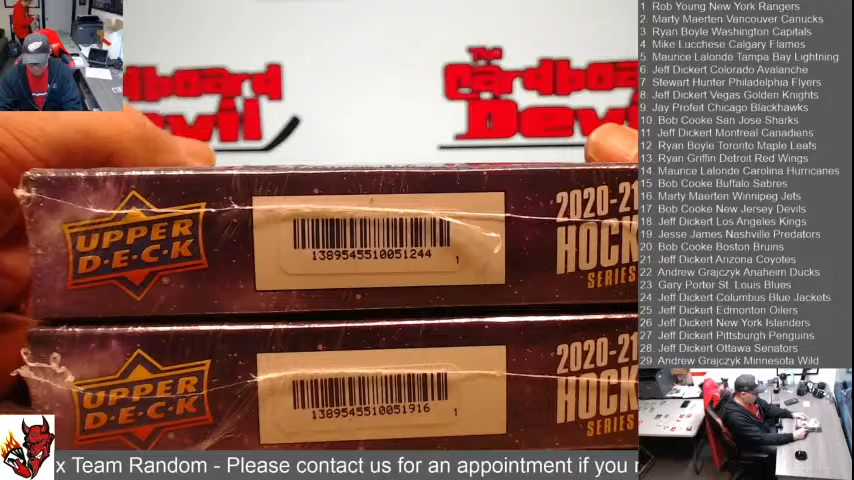 The
Cardboard
Devil
Cardboard
Devil
UPPER
D·E·C·K
®
1389545510051244
1
2020-21
HOCK
SERIES
UPPER
D·E·C·K
1389545510051916
1
2020-21
HOCK
SERIES
1 Rob Young New York Rangers
2. Marty Maerten Vancouver Canucks
3 Ryan Boyle Washington Capitals
4 Mike Lucchese Calgary Flames
5 Maurice Lalonde Tampa Bay Lightning
6. Jeff Dickert Colorado Avalanche
7 Stewart Hunter Philadelphia Flyers
8. Jeff Dickert Vegas Golden Knights
9 Jay Profeit Chicago Blackhawks
10. Bob Cooke San Jose Sharks
11 Jeff Dickert Montreal Canadiens
12 Ryan Boyle Toronto Maple Leafs
13. Ryan Griffin Detroit Red Wings
14. Maurice Lalonde Carolina Hurricanes
15 Bob Cooke Buffalo Sabres
16. Marty Maerten Winnipeg Jets
17 Bob Cooke New Jersey Devils
18. Jeff Dickert Los Angeles Kings
19. Jesse James Nashville Predators
20 Bob Cooke Boston Bruins
21 Jeff Dickert Arizona Coyotes
22 Andrew Grajczyk Anaheim Ducks
23 Gary Porter St. Louis Blues
24 Jeff Dickert Columbus Blue Jackets
25 Jeff Dickert Edmonton Oilers
26 Jeff Dickert New York Islanders
27 Jeff Dickert Pittsburgh Penguins
28 Jeff Dickert Ottawa Senators
29 Andrew Grajczyk Minnesota Wild
x Team Random - Please contact us for an appointment if you